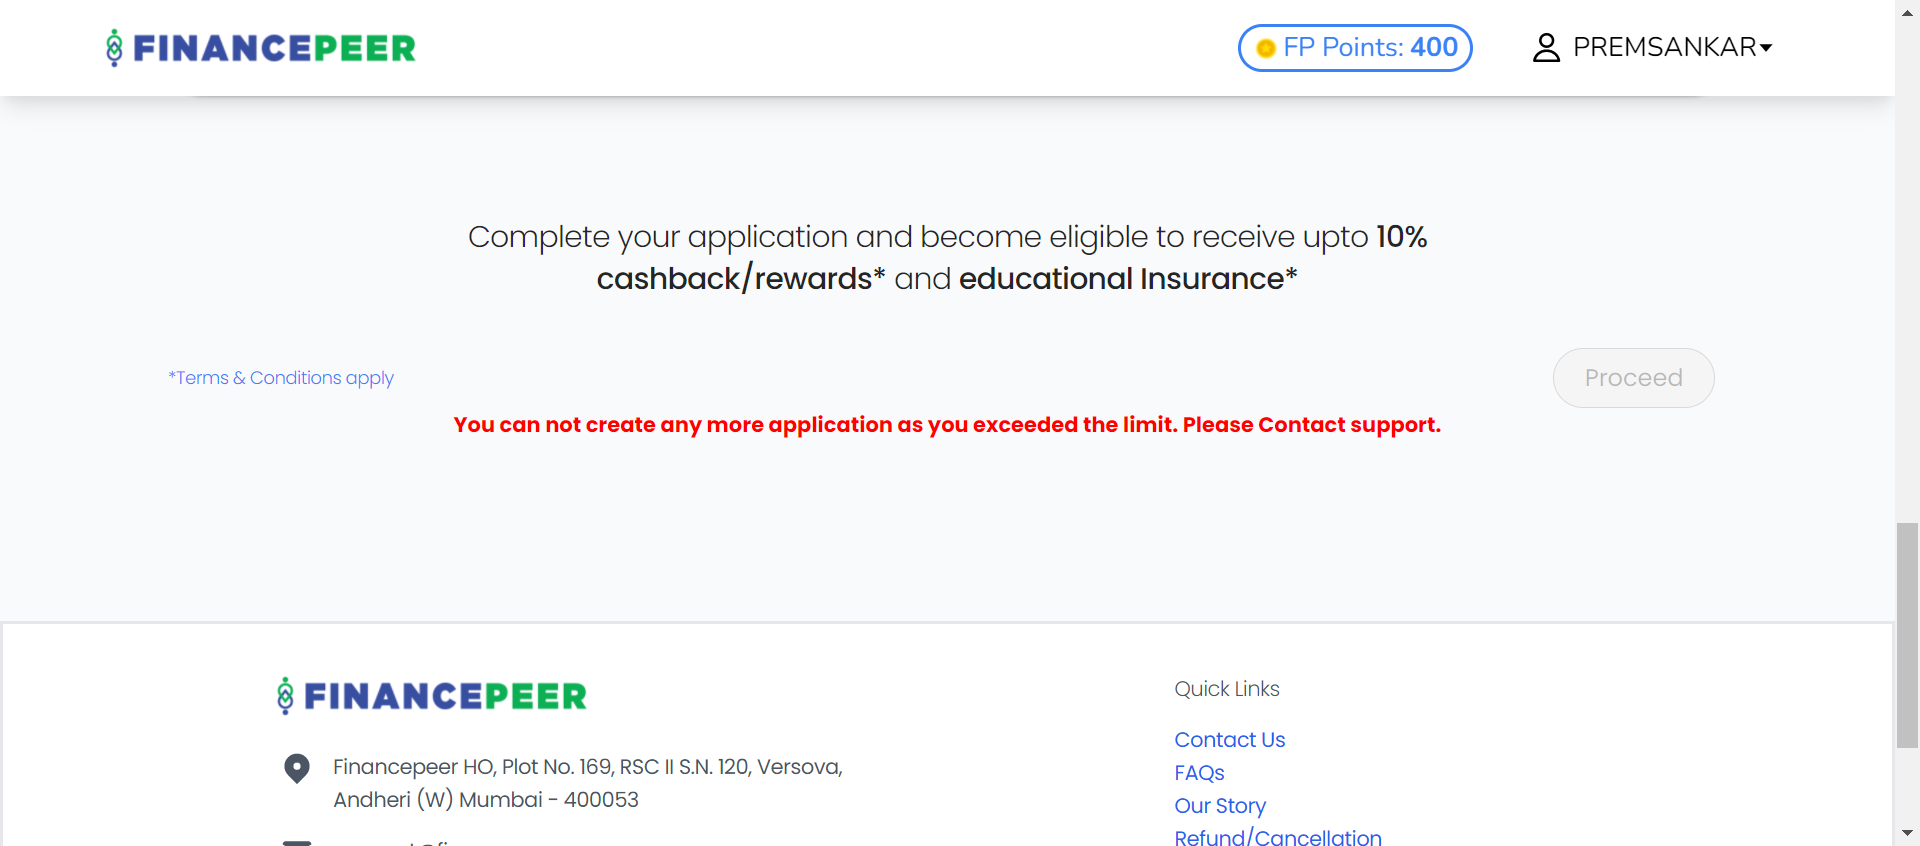 FINANCEPEER
FP Points: 400
PREMSANKAR
Complete your application and become eligible to receive upto 10%
cashback/rewards* and educational Insurance*
*Terms & Conditions apply
Proceed
You can not create any more application as you exceeded the limit. Please Contact support.
FINANCEPEER
Financepeer HO, Plot No. 169, RSC II S.N. 120, Versova,
Andheri (W) Mumbai - 400053
Quick Links
Contact Us
FAQs
Our Story
Refund/Cancellation